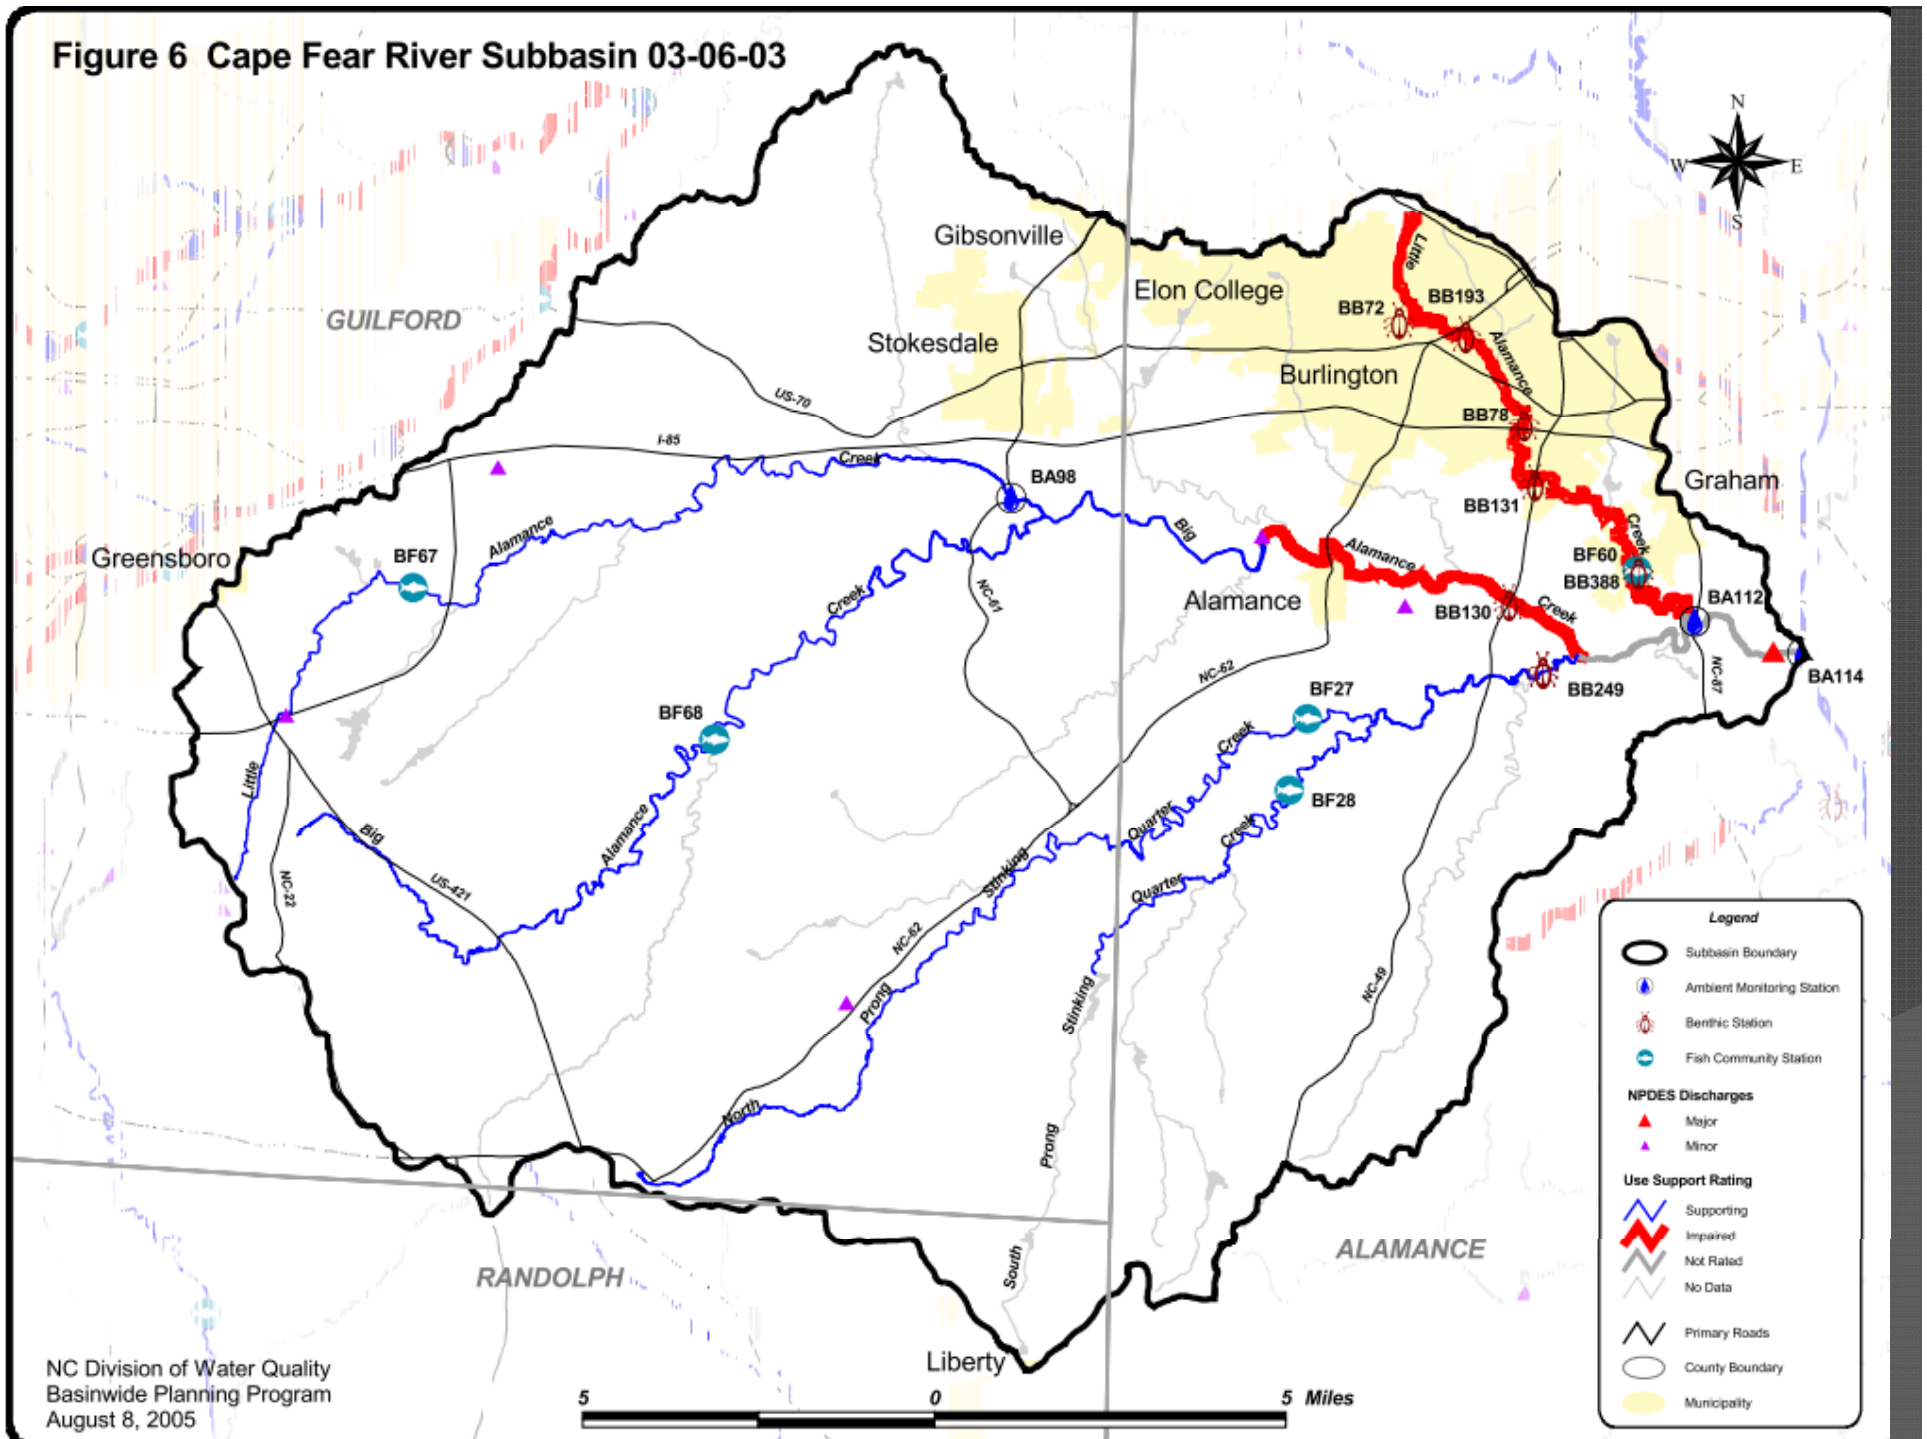 Figure 6 Cape Fear River Subbasin 03-06-03
N
W E
S
Gibsonville
Little
Elon College
BB193
BB72
GUILFORD
Stokesdale
Alamance
Burlington
US-70
BB78
I-85
Creek
BA98
Graham
BB131
Big
Creek
Alamance
Greensboro
BF67
Alamance
BF60
BB388
NC-61
Creek
Alamance
BB130
Creek
BA112
NC-62
NC-87
BA114
BB249
BF27
BF68
Creek
Little
BF28
Big
Alamance
Quarter
Creek
US-421
NC-22
Stinking
Quarter
NC-62
Prong
Stinking
NC-49
North
Prong
South
ALAMANCE
RANDOLPH
Liberty
Legend
Subbasin Boundary
Ambient Monitoring Station
Benthic Station
Fish Community Station
NPDES Discharges
Major
Minor
Use Support Rating
Supporting
Impaired
Not Rated
No Data
Primary Roads
County Boundary
Municipality
NC Division of Water Quality
Basinwide Planning Program
August 8, 2005
5 0 5 Miles